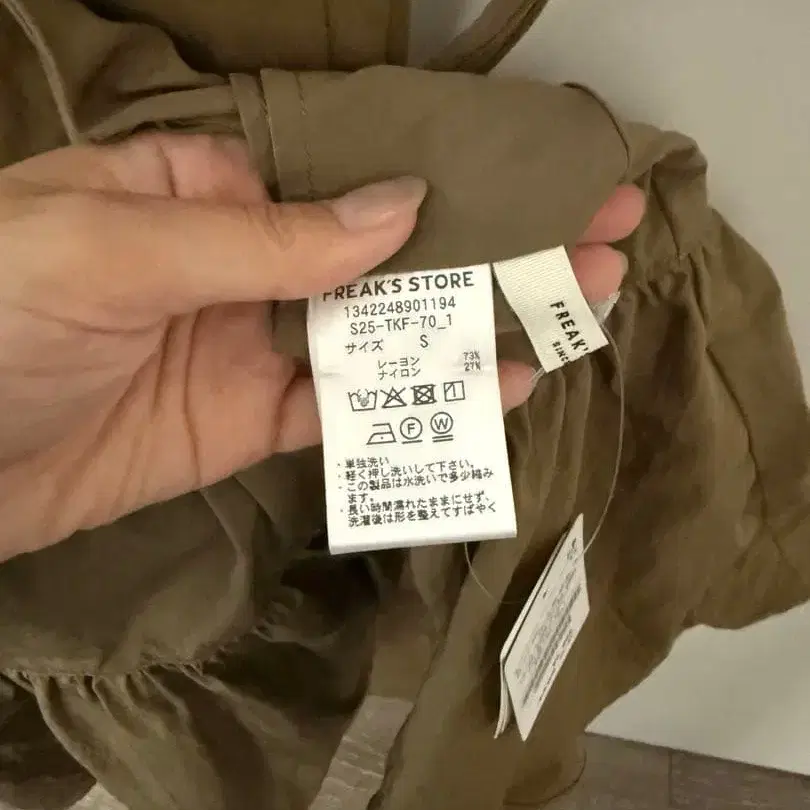 FREAK'S STORE
1342248901194
S25-TKF-70_1
サイズ S
レーヨン 73%
ナイロン 27%
F W
・単独洗い
・軽く押し洗いして下さい。
・この製品は水洗いで多少縮み
ます。
・長い時間濡れたままにせず、
洗濯後は形を整えてすばやく
FREAK'
SINC